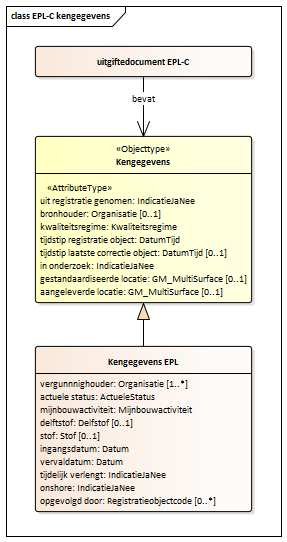 class EPL-C kengegevens
uitgiftedocument EPL-C
bevat
«Objecttype»
Kengegevens
«AttributeType»
uit registratie genomen: IndicatieJaNee
bronhouder: Organisatie [0..1]
kwaliteitsregime: Kwaliteitsregime
tijdstip registratie object: DatumTijd
tijdstip laatste correctie object: DatumTijd [0..1]
in onderzoek: IndicatieJaNee
gestandaardiseerde locatie: GM_MultiSurface [0..1]
aangeleverde locatie: GM_MultiSurface [0..1]
Kengegevens EPL
vergunnnighouder: Organisatie [1..*]
actuele status: ActueleStatus
mijnbouwactiviteit: Mijnbouwactiviteit
delftstof: Delfstof [0..1]
stof: Stof [0..1]
ingangsdatum: Datum
vervaldatum: Datum
tijdelijk verlengt: IndicatieJaNee
onshore: IndicatieJaNee
opgevolgd door: Registratieobjectcode [0..*]